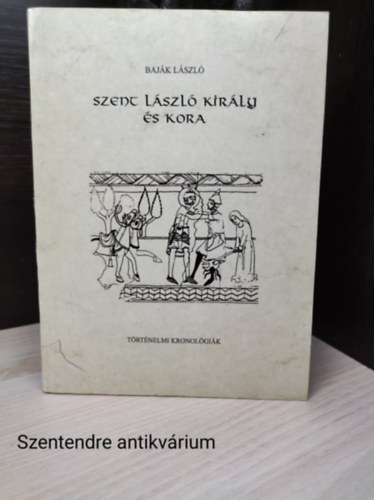 BAJÁK LÁSZLÓ
SZENT LÁSZLÓ KIRÁLY
ÉS KORA
TÖRTÉNELMI KRONOLÓGIÁK
Szentendre antikvárium